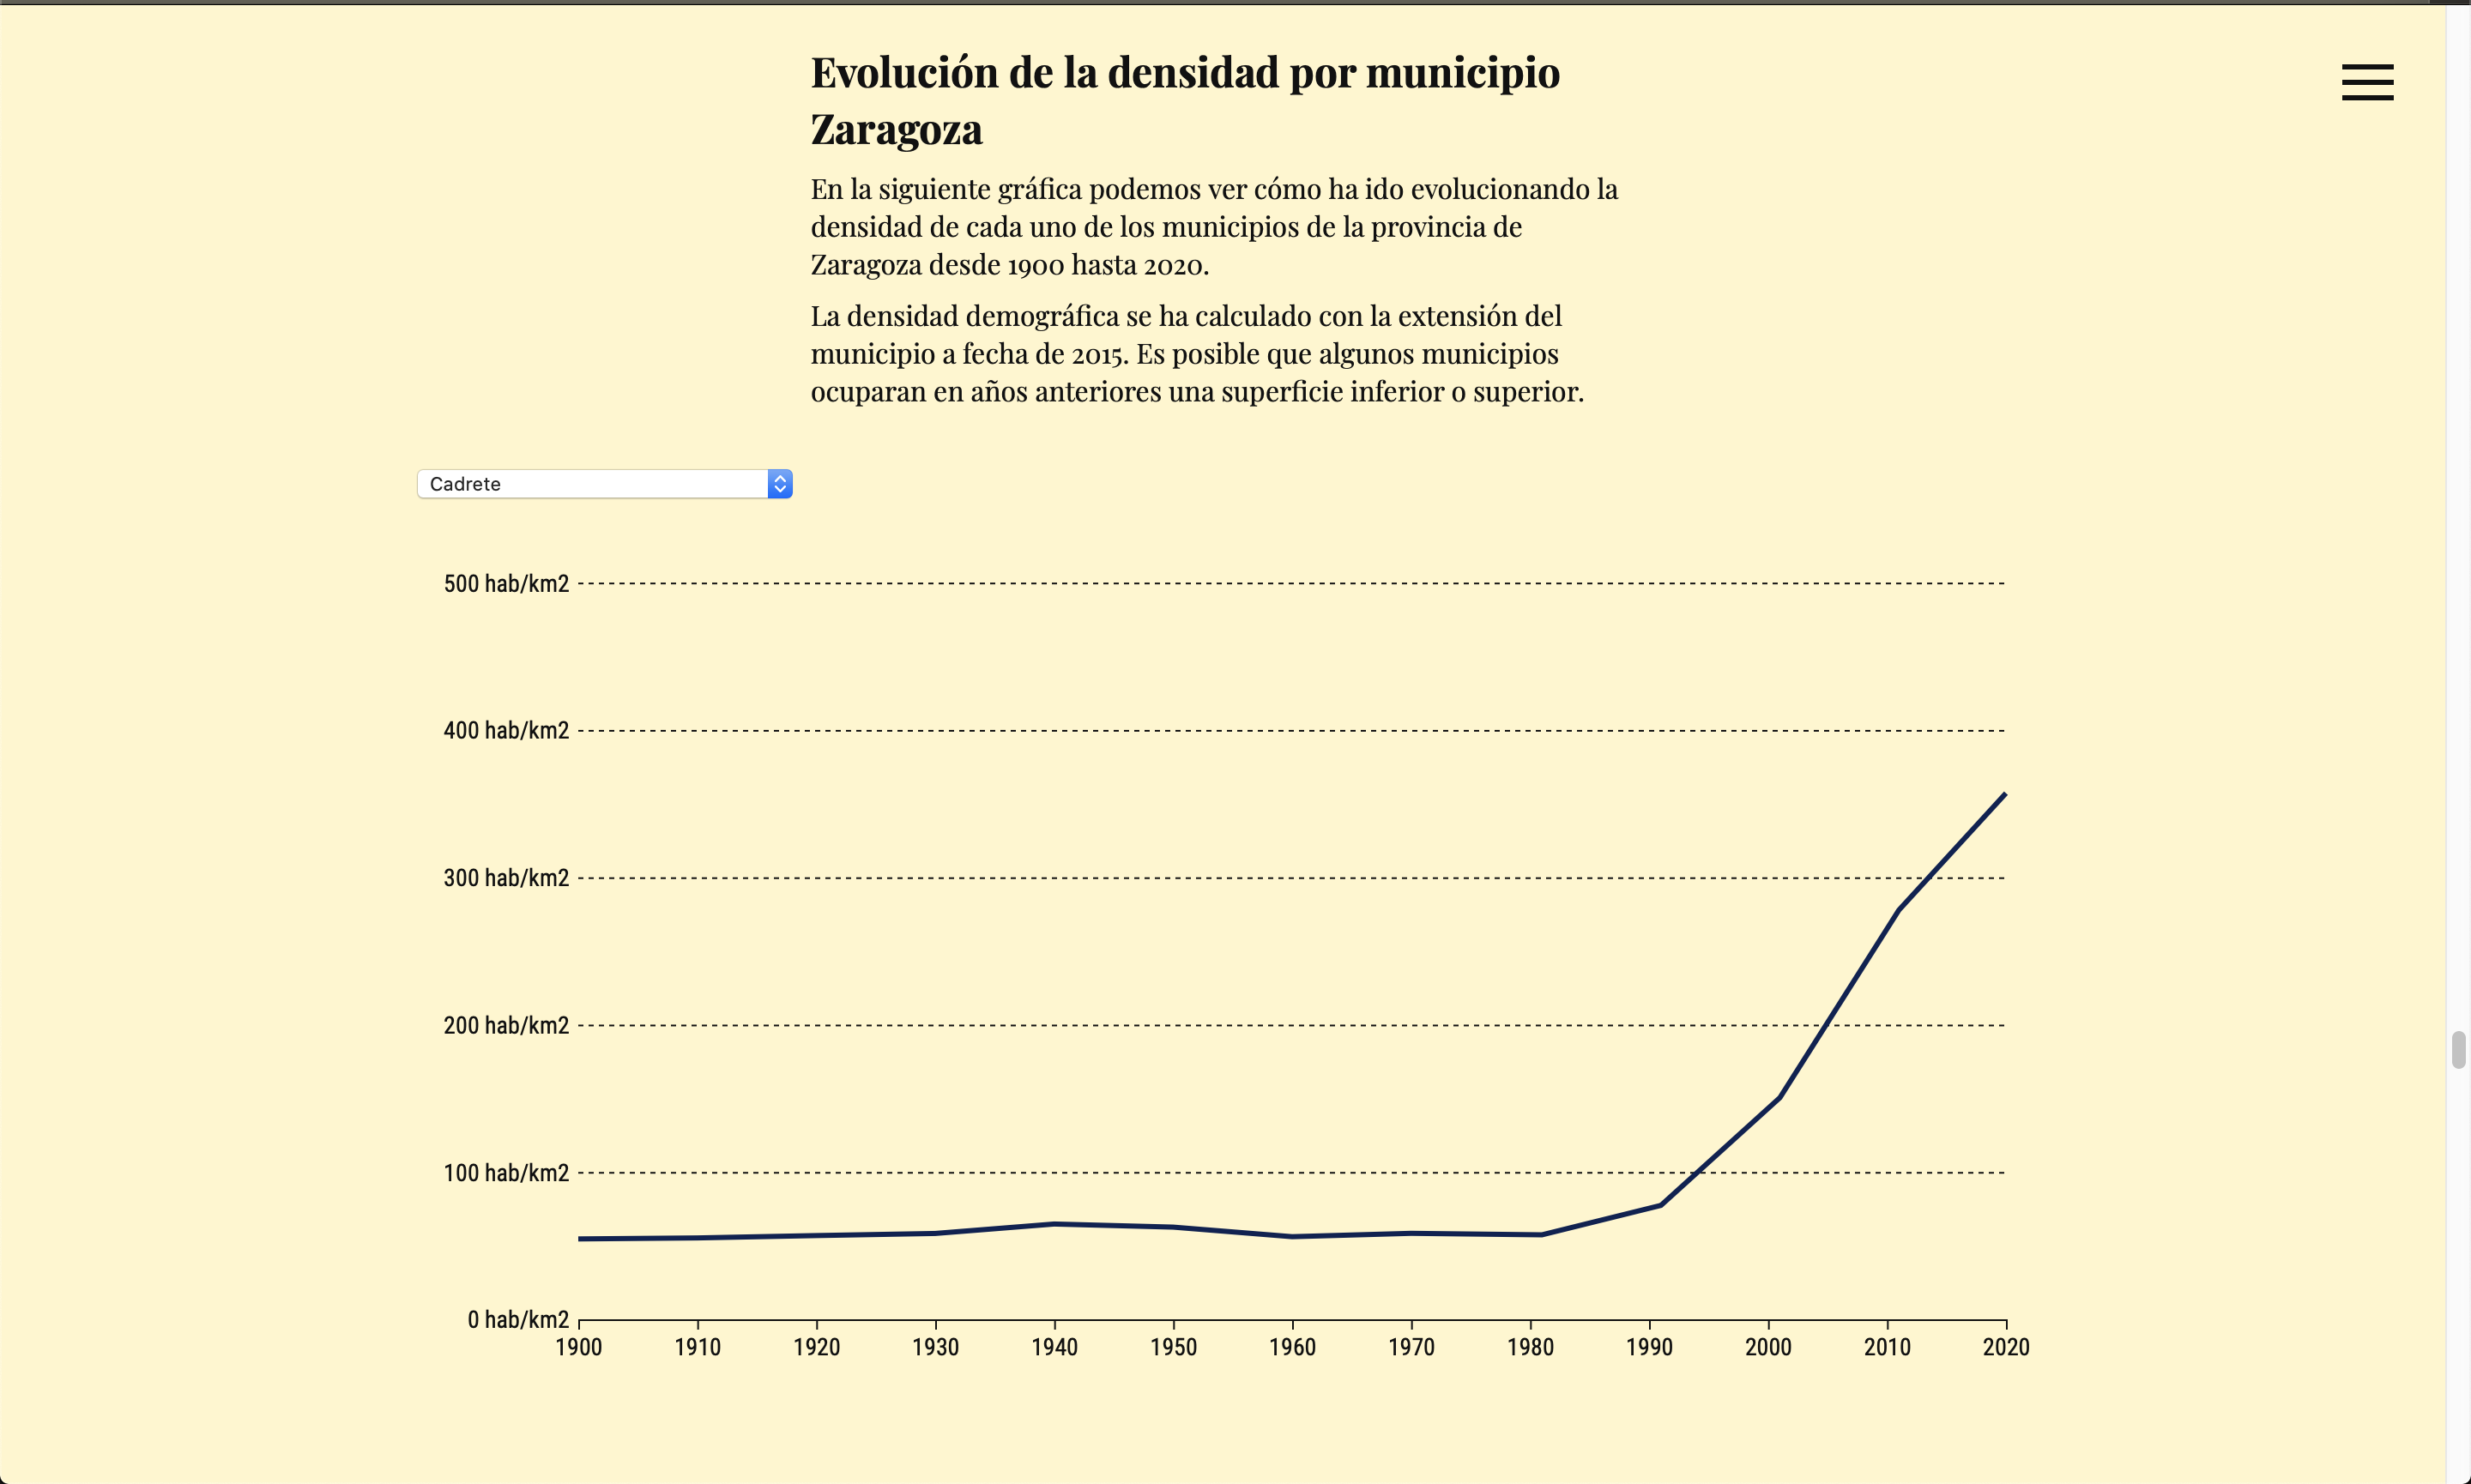 Evolución de la densidad por municipio
Zaragoza
En la siguiente gráfica podemos ver cómo ha ido evolucionando la
densidad de cada uno de los municipios de la provincia de
Zaragoza desde 1900 hasta 2020.
La densidad demográfica se ha calculado con la extensión del
municipio a fecha de 2015. Es posible que algunos municipios
ocuparan en años anteriores una superficie inferior o superior.
Cadrete
500 hab/km2
400 hab/km2
300 hab/km2
200 hab/km2
100 hab/km2
0 hab/km2
1900 1910 1920 1930 1940 1950 1960 1970 1980 1990 2000 2010 2020